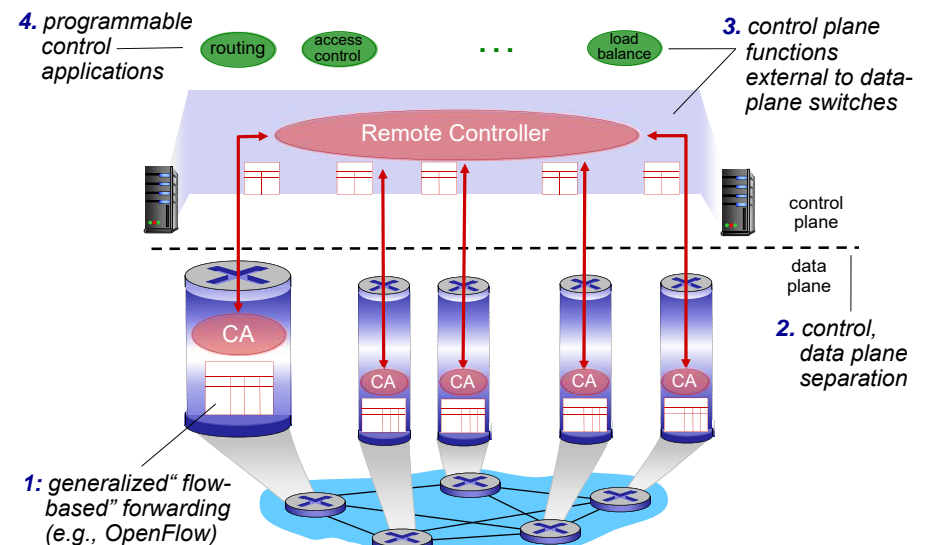 4. programmable
control
applications
routing
access
control
. . .
load
balance
3. control plane
functions
external to data-
plane switches
Remote Controller
control
plane
data
plane
CA
CA
CA
CA
CA
2. control,
data plane
separation
1: generalized“ flow-
based” forwarding
(e.g., OpenFlow)